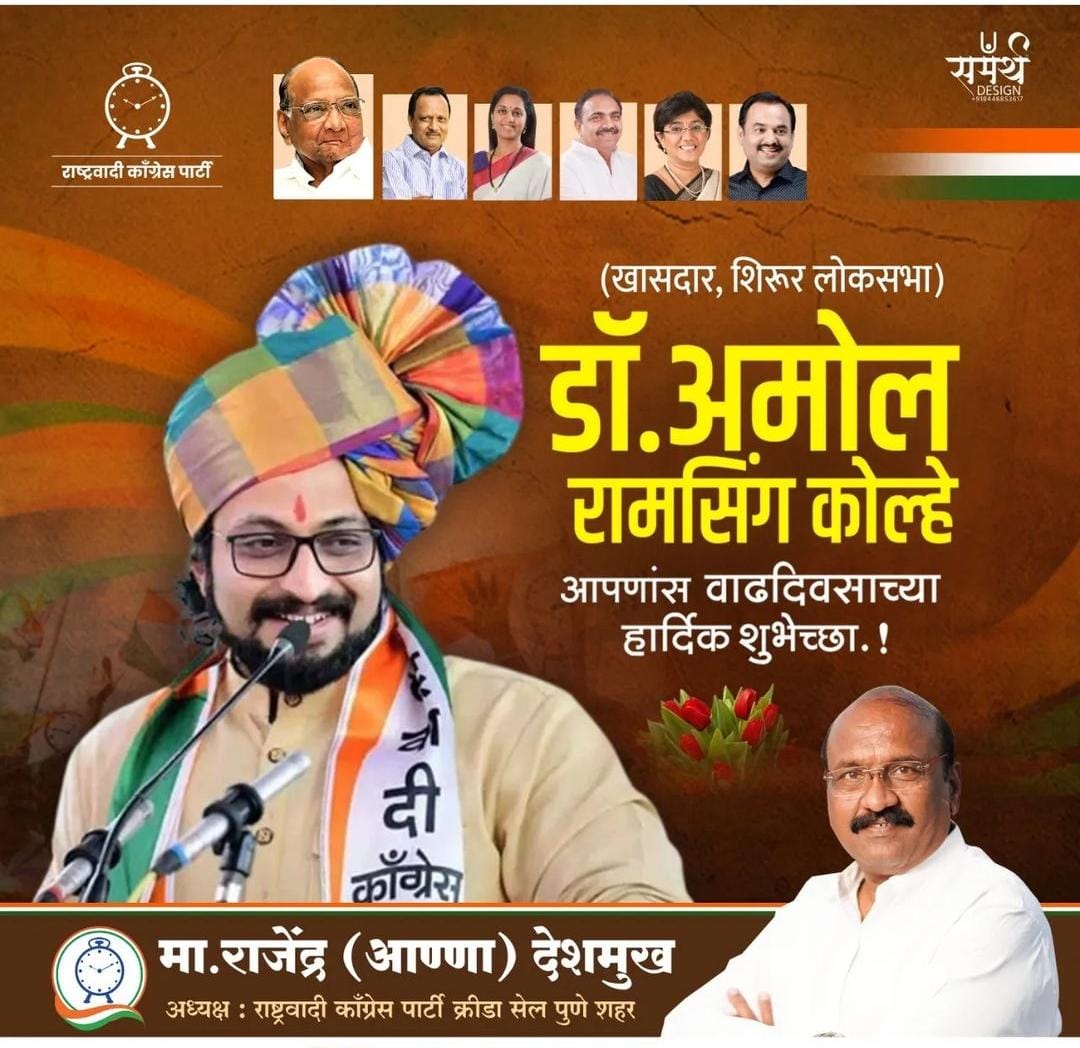 समर्थ
DESIGN
+918446853617
राष्ट्रवादी काँग्रेस पार्टी
(खासदार, शिरूर लोकसभा)
डॉ.अमोल
रामसिंग कोल्हे
आपणांस वाढदिवसाच्या
हार्दिक शुभेच्छा.!
दी
काँग्रेस
मा.राजेंद्र (आण्णा) देशमुख
अध्यक्ष : राष्ट्रवादी काँग्रेस पार्टी क्रीडा सेल पुणे शहर